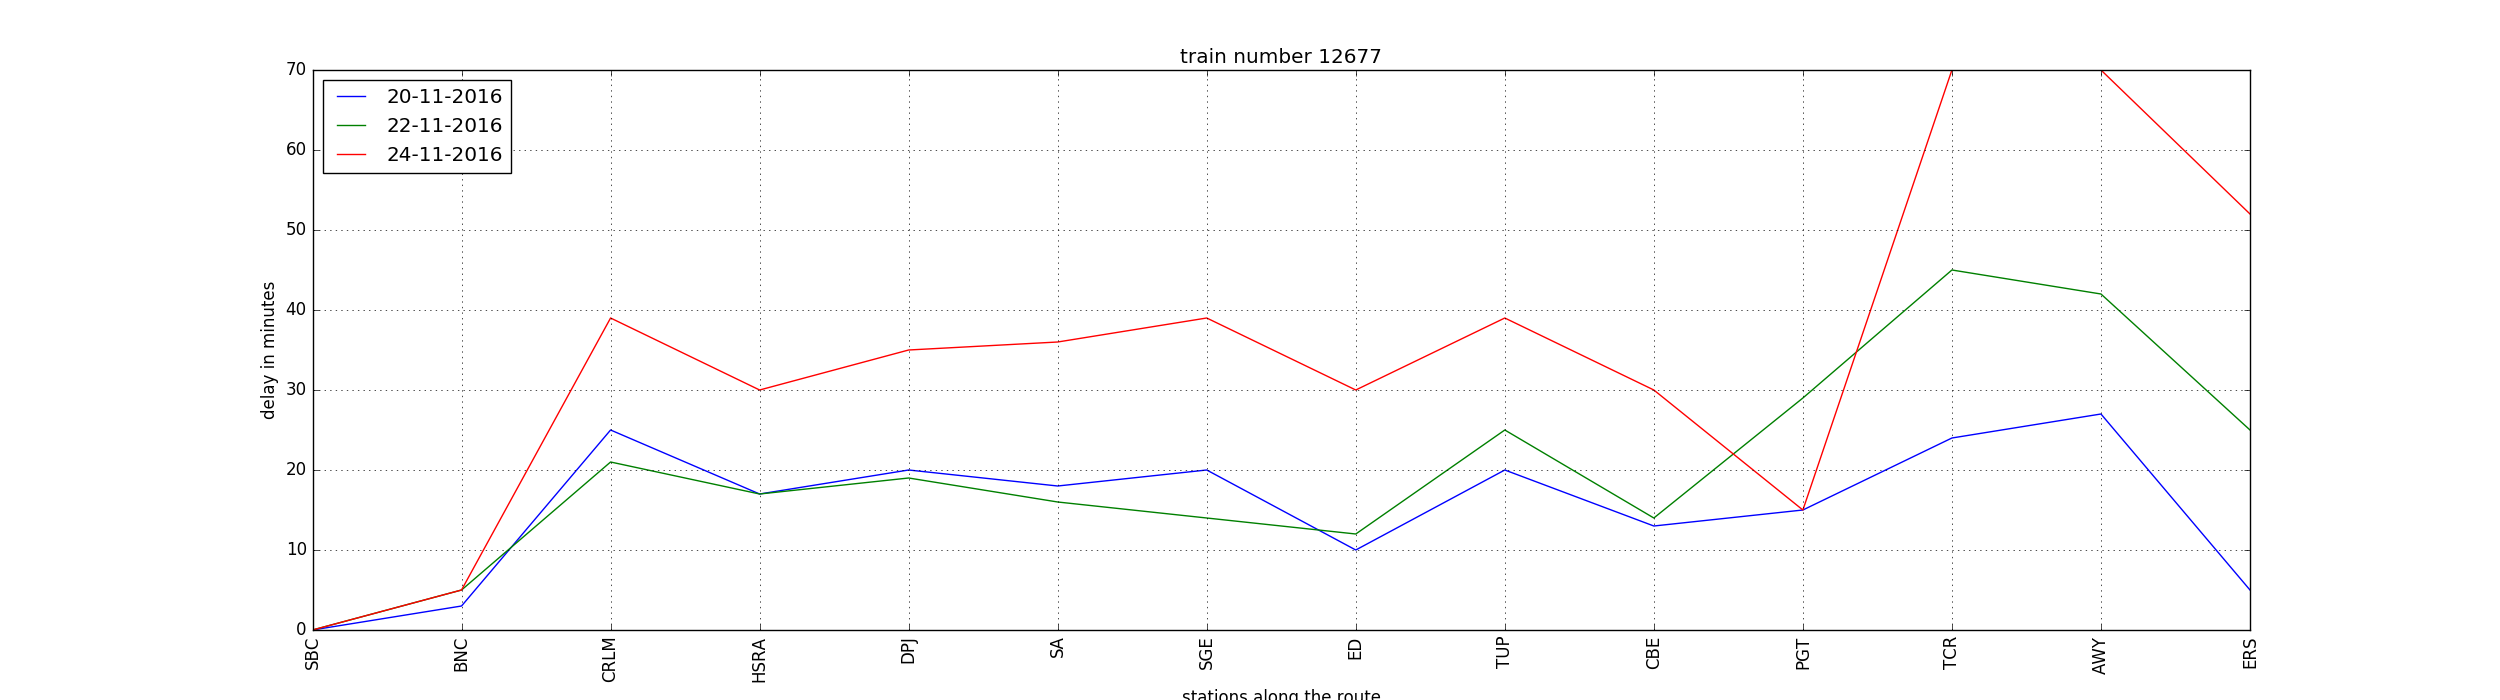 train number 12677
20-11-2016
22-11-2016
24-11-2016
delay in minutes
70
60
50
40
30
20
10
0
SBC
BNC
CRLM
HSRA
DPJ
SA
SGE
ED
TUP
CBE
PGT
TCR
AWY
ERS
stations along the route